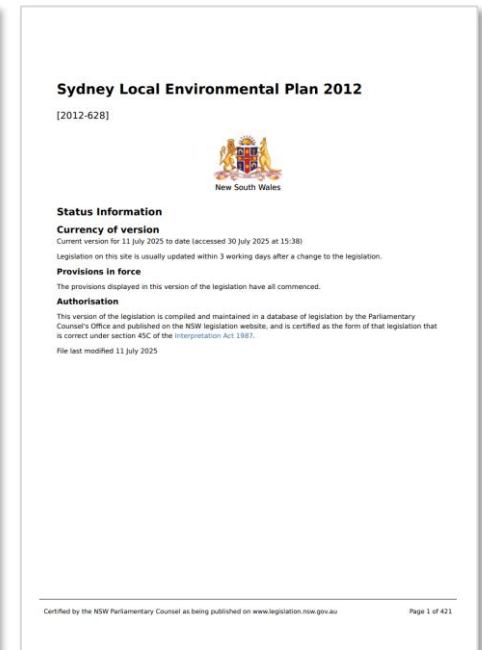 Sydney Local Environmental Plan 2012
[2012-628]
New South Wales
Status Information
Currency of version
Current version for 11 July 2025 to date (accessed 30 July 2025 at 15:38)
Legislation on this site is usually updated within 3 working days after a change to the legislation.
Provisions in force
The provisions displayed in this version of the legislation have all commenced.
Authorisation
This version of the legislation is compiled and maintained in a database of legislation by the Parliamentary
Counsel's Office and published on the NSW legislation website, and is certified as the form of that legislation that
is correct under section 45C of the Interpretation Act 1987.
File last modified 11 July 2025
Certified by the NSW Parliamentary Counsel as being published on www.legislation.nsw.gov.au Page 1 of 421